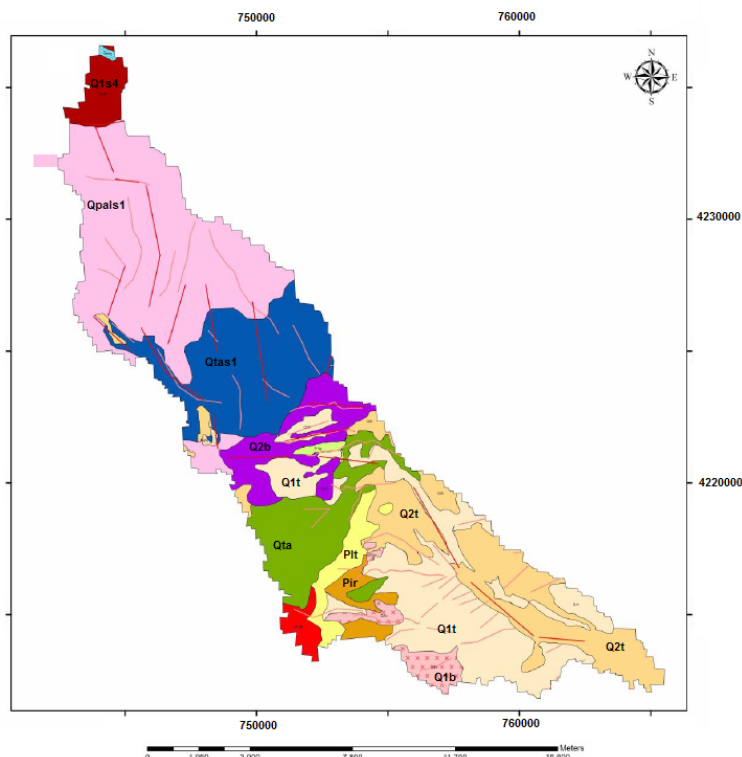 750000
760000
N
W E
S
Q1s4
Qpals1
4230000
Qtas1
Q2b
Q1t
4220000
Q2t
Qta
Plt
Pir
Q1t
Q2t
Q1b
750000
760000
Meters